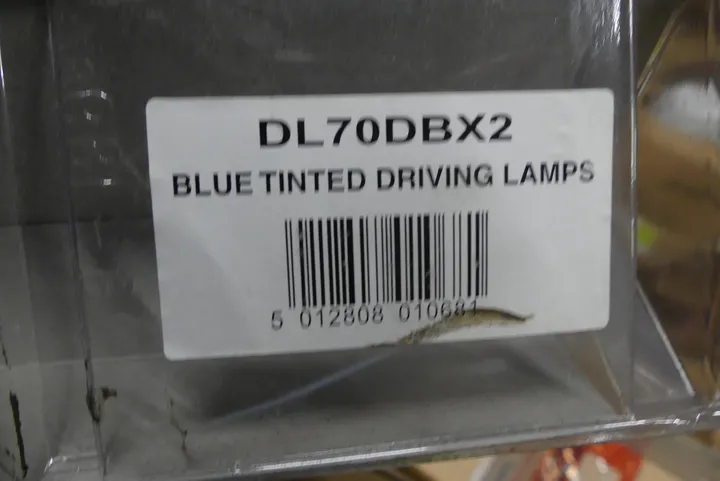 DL70DBX2
BLUE TINTED DRIVING LAMPS
5 012808 010681